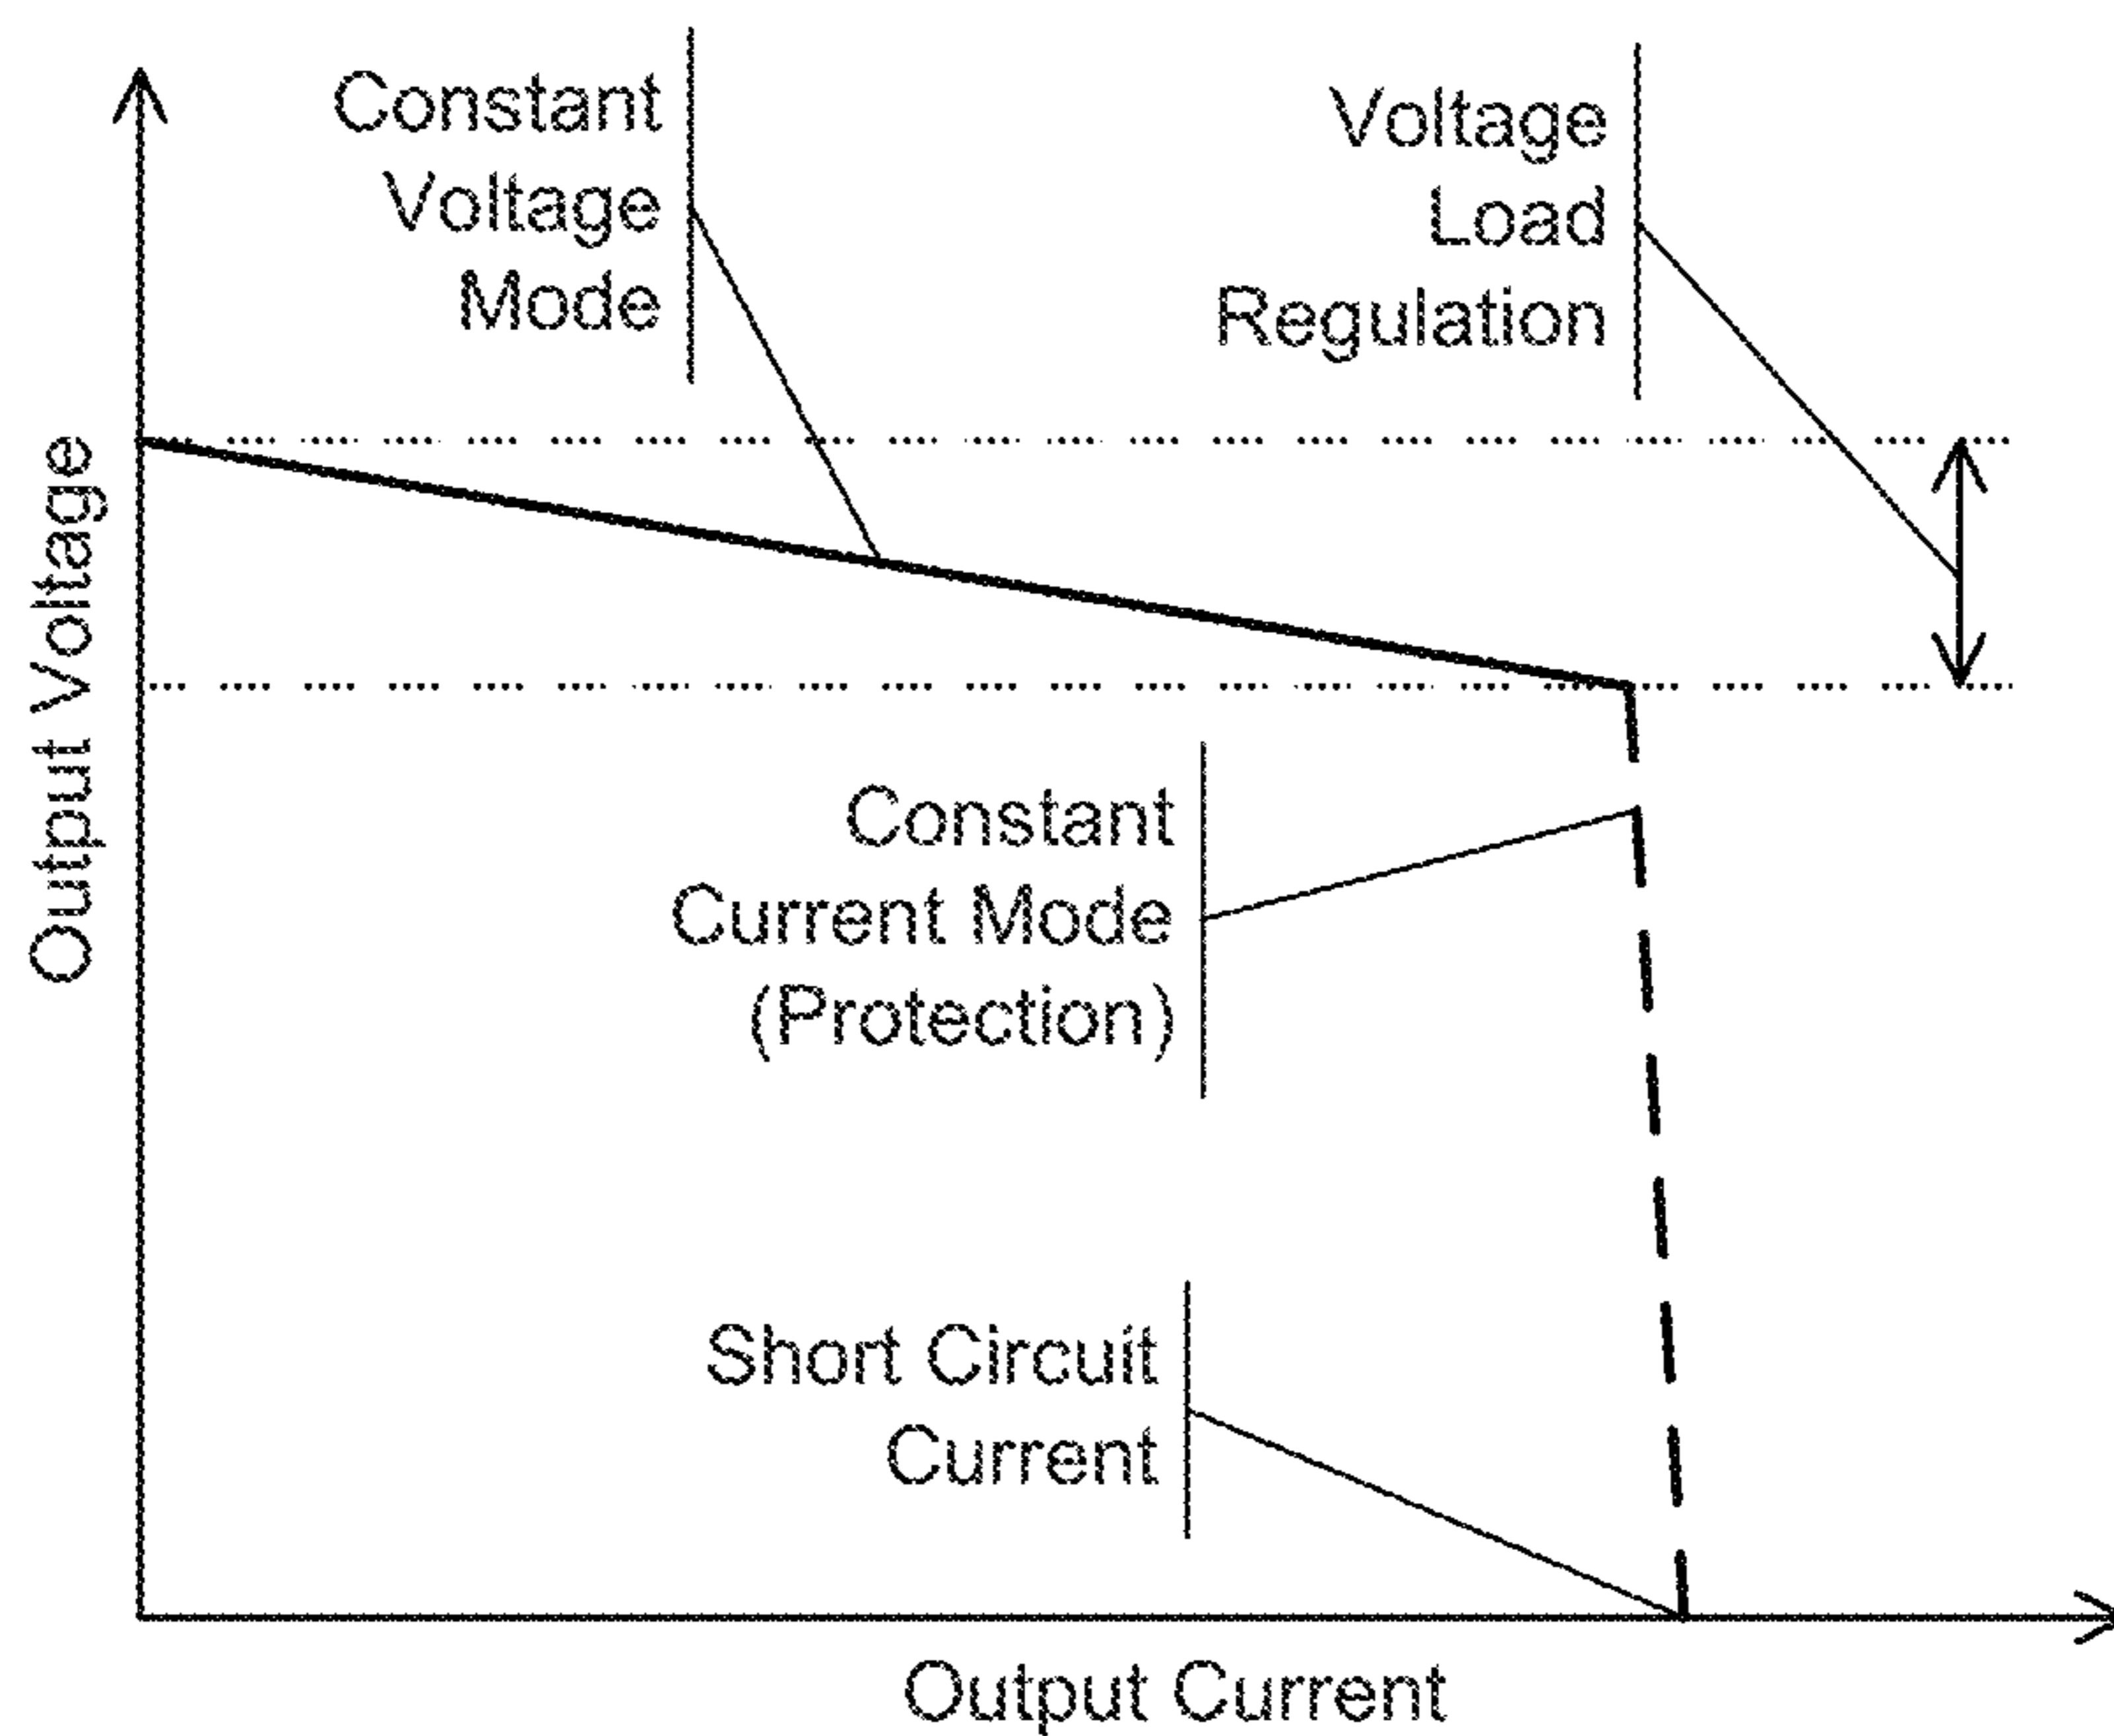 Constant
Voltage
Mode
Voltage
Load
Regulation
Output Voltage
Constant
Current Mode
(Protection)
Short Circuit
Current
Output Current